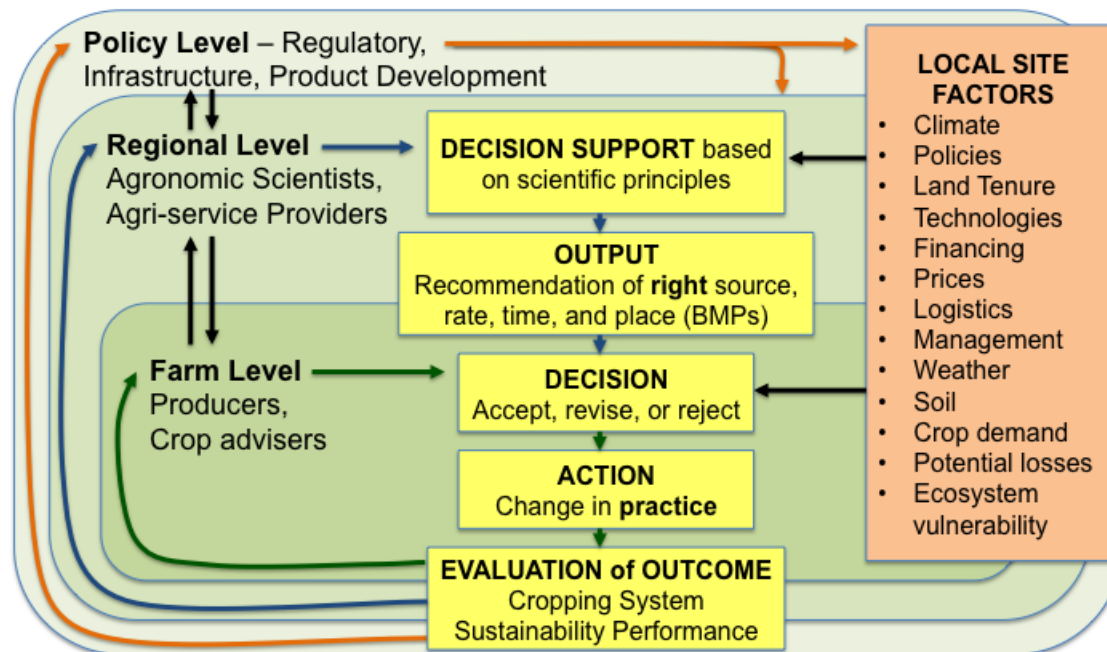 Policy Level – Regulatory,
Infrastructure, Product Development
Regional Level
Agronomic Scientists,
Agri-service Providers
Farm Level
Producers,
Crop advisers
DECISION SUPPORT based
on scientific principles
OUTPUT
Recommendation of right source,
rate, time, and place (BMPs)
DECISION
Accept, revise, or reject
ACTION
Change in practice
EVALUATION of OUTCOME
Cropping System
Sustainability Performance
LOCAL SITE
FACTORS
• Climate
• Policies
• Land Tenure
• Technologies
• Financing
• Prices
• Logistics
• Management
• Weather
• Soil
• Crop demand
• Potential losses
• Ecosystem
vulnerability